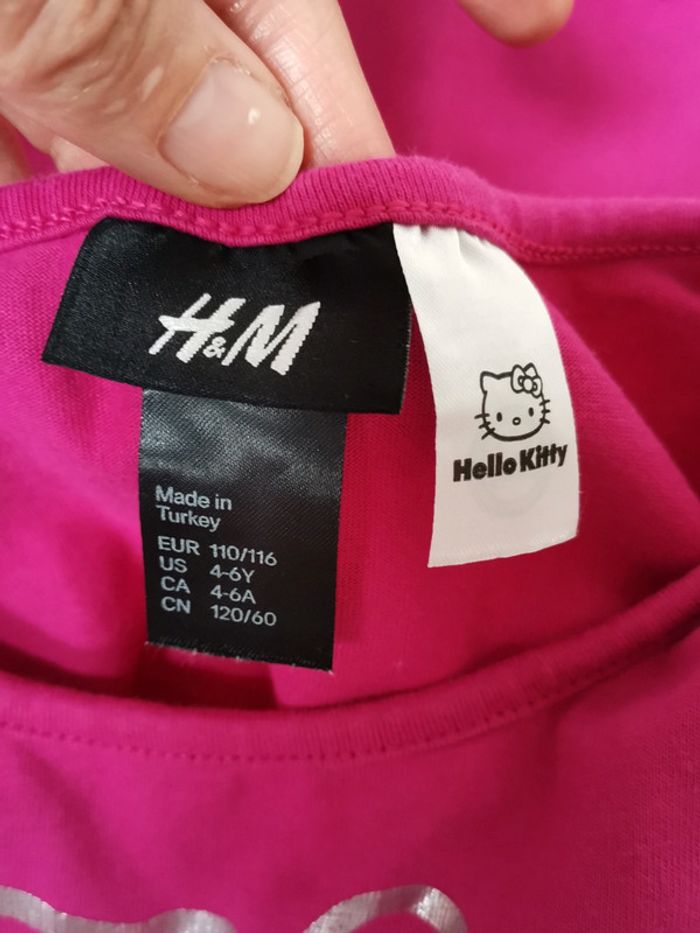 H&M
Made in
Turkey
EUR 110/116
US 4-6Y
CA 4-6A
CN 120/60
Hello Kitty